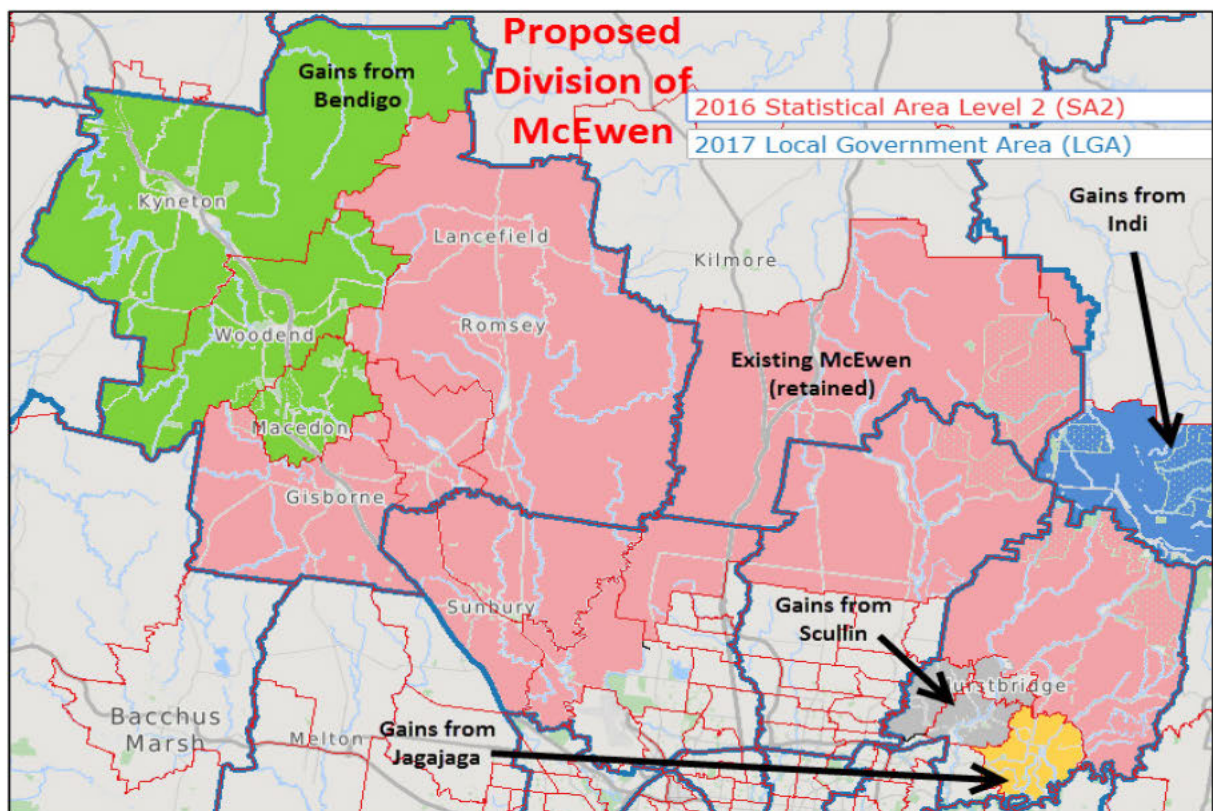 Proposed
Division of
McEwen
Gains from
Bendigo
2016 Statistical Area Level 2 (SA2)
2017 Local Government Area (LGA)
Gains from
Indi
Kyneton
Lancefield
Kilmore
Woodend
Romsey
Existing McEwen
(retained)
Macedon
Gisborne
Sunbury
Gains from
Scullin
Bacchus
Marsh
Melton
Gains from
Jagajaga